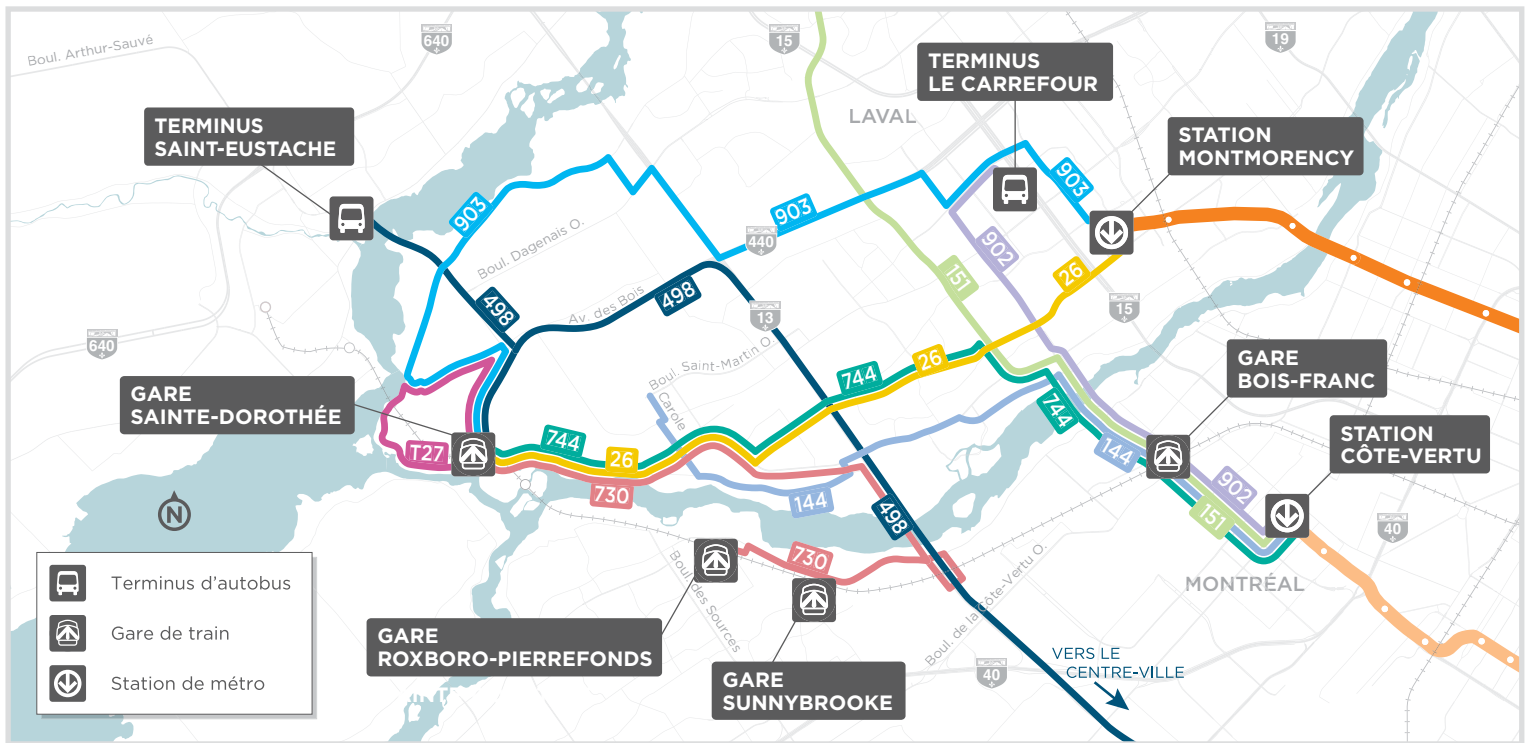 Boul. Arthur-Sauvé
640
15
19
TERMINUS
LE CARREFOUR
LAVAL
TERMINUS
SAINT-EUSTACHE
STATION
MONTMORENCY
903
903
903
Boul. Dagenais O.
440
902
26
151
498
Av. des Bois
498
13
15
640
Boul. Saint-Martin O.
Carole
744
26
GARE
BOIS-FRANC
GARE
SAINTE-DOROTHÉE
744
STATION
CÔTE-VERTU
T27
744
26
730
144
144
902
151
498
N
730
40
Boul. des Sources
Boul. de la Côte-Vertu O.
MONTRÉAL
Terminus d'autobus
Gare de train
Station de métro
GARE
ROXBORO-PIERREFONDS
GARE
SUNNYBROOKE
40
VERS LE
CENTRE-VILLE